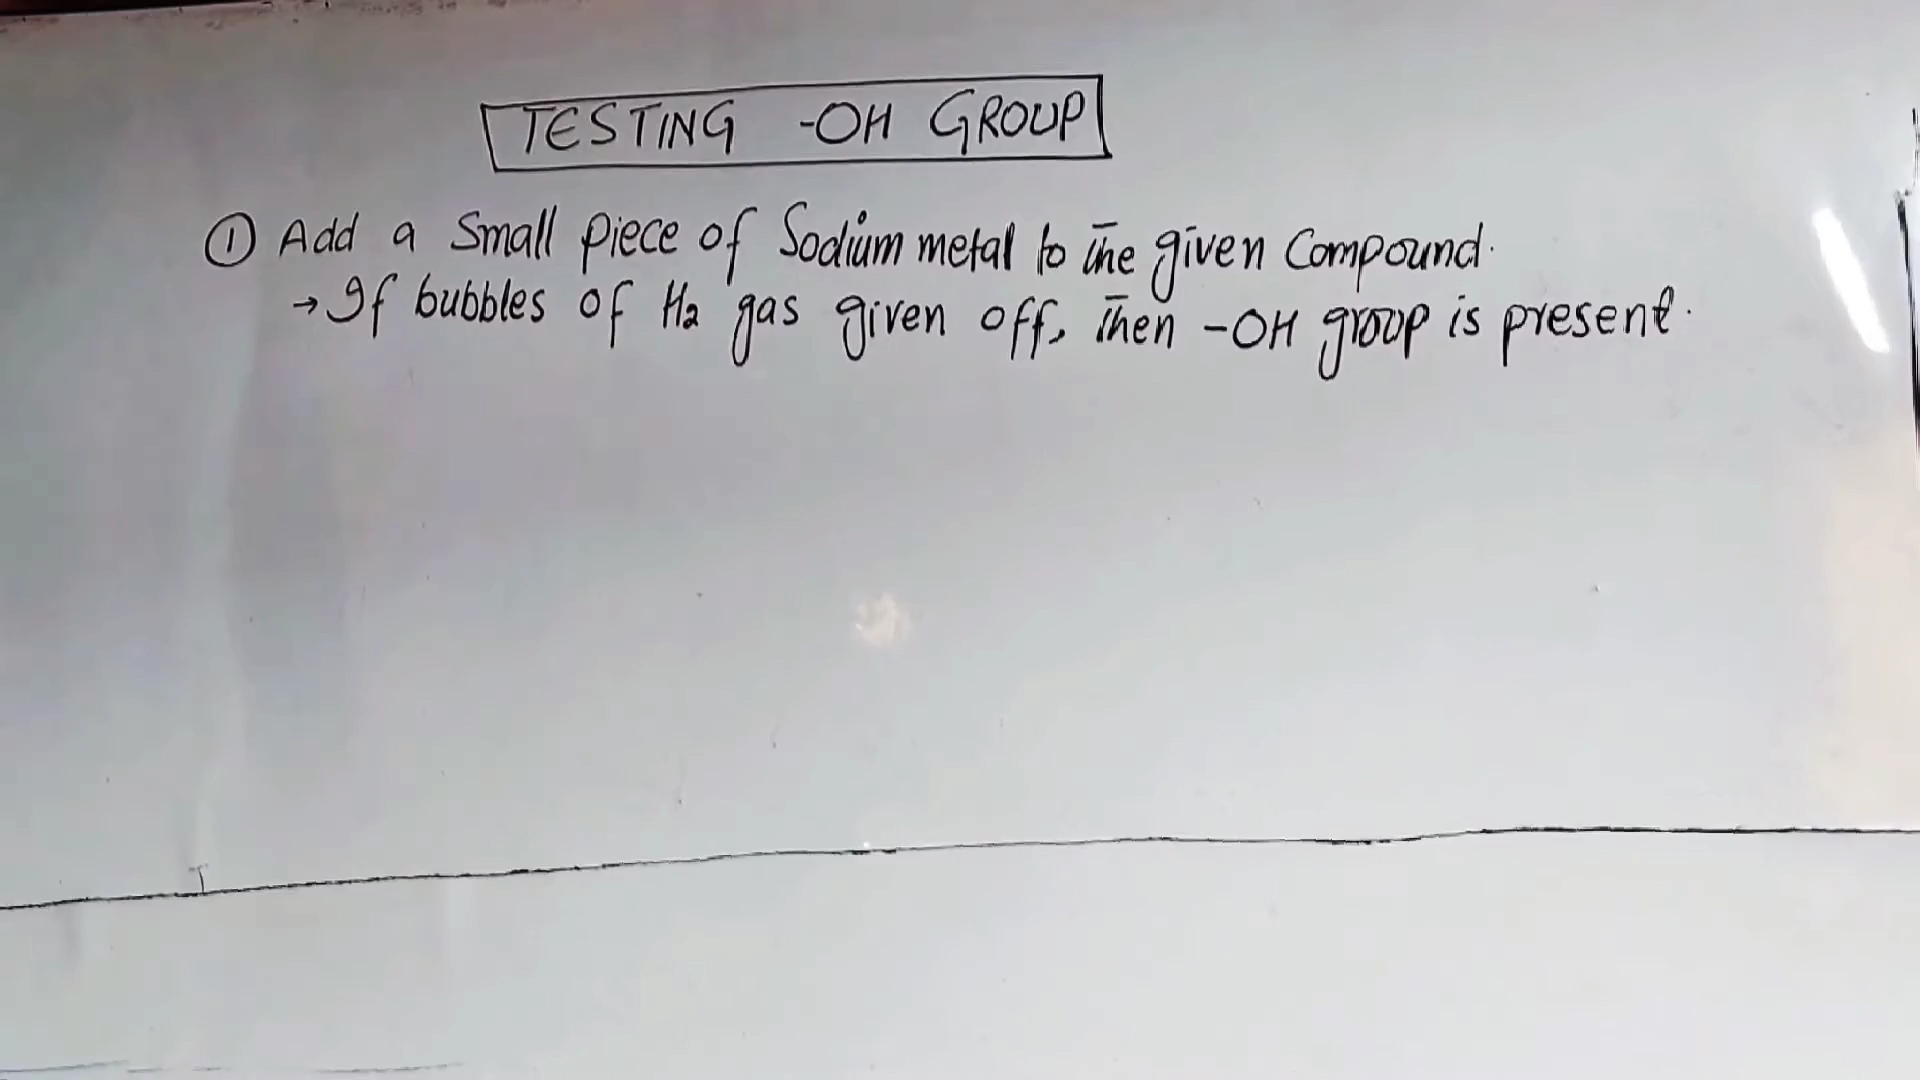 TESTING -OH GROUP
① Add a Small piece of Sodium metal to the given Compound.
→ If bubbles of H₂ gas given off, then -OH group is present.